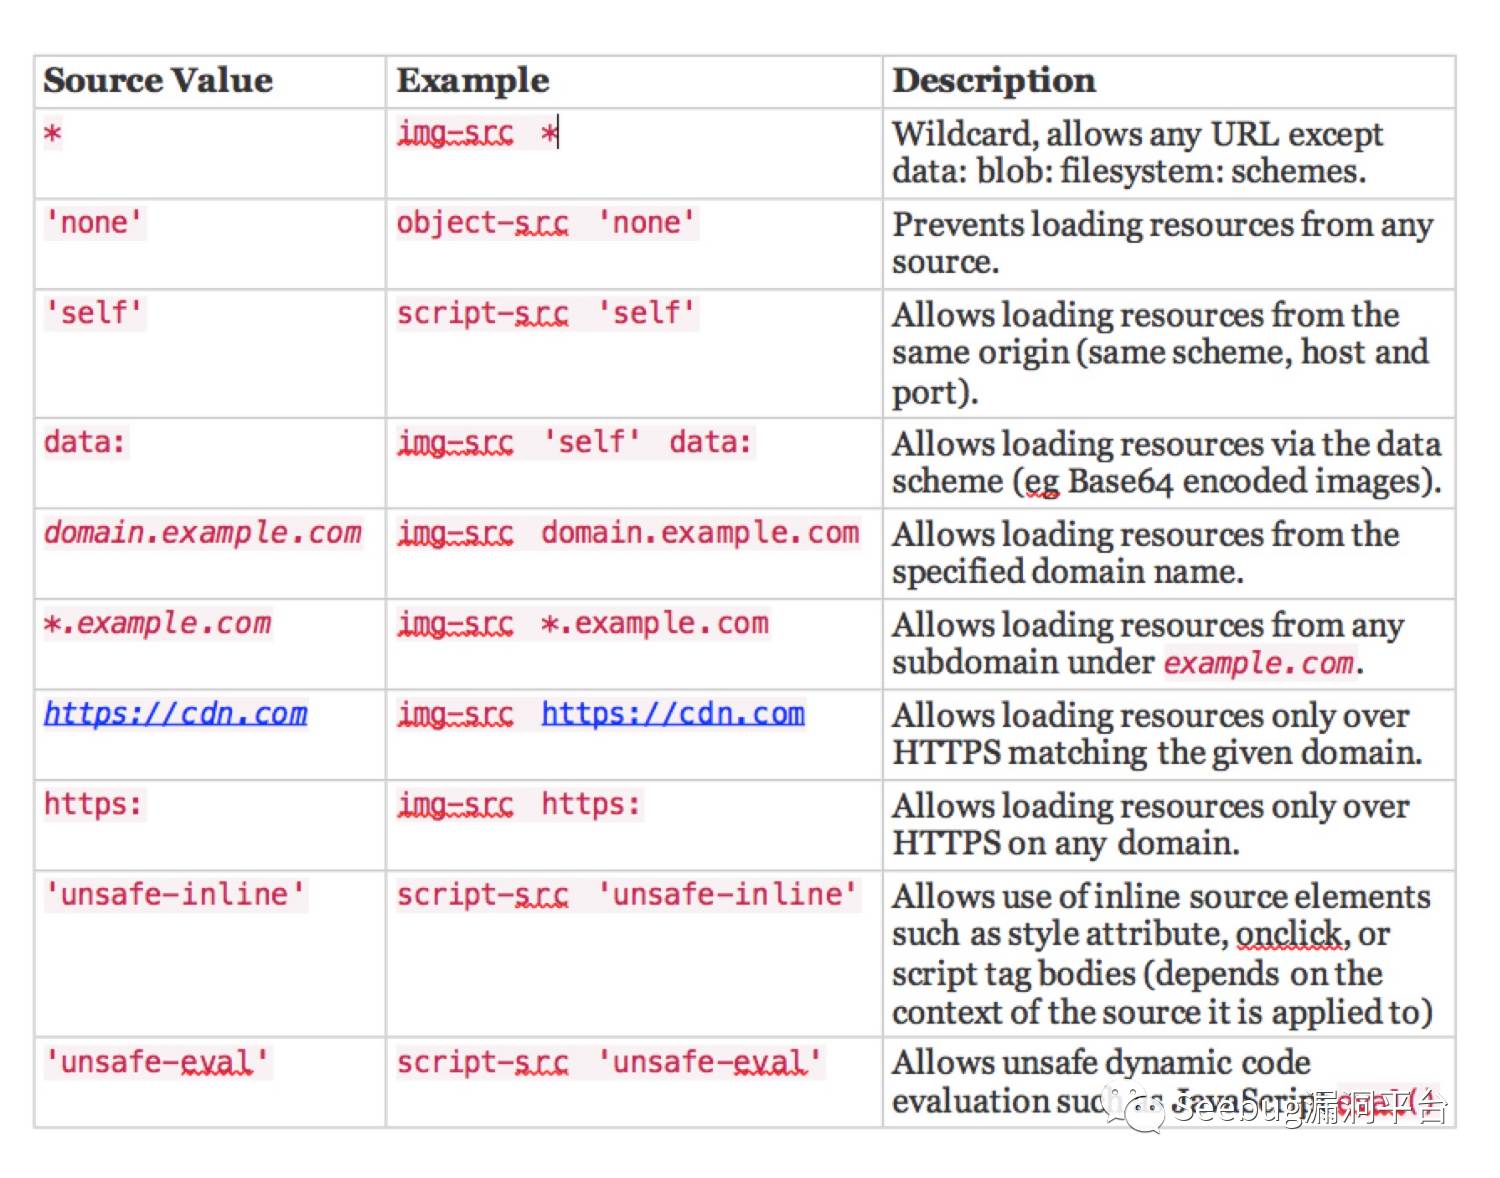 Source Value Example Description
* img-src * Wildcard, allows any URL except
data: blob: filesystem: schemes.
'none' object-src 'none' Prevents loading resources from any
source.
'self' script-src 'self' Allows loading resources from the
same origin (same scheme, host and
port).
data: img-src 'self' data: Allows loading resources via the data
scheme (eg Base64 encoded images).
domain.example.com img-src domain.example.com Allows loading resources from the
specified domain name.
*.example.com img-src *.example.com Allows loading resources from any
subdomain under example.com.
https://cdn.com img-src https://cdn.com Allows loading resources only over
HTTPS matching the given domain.
https: img-src https: Allows loading resources only over
HTTPS on any domain.
'unsafe-inline' script-src 'unsafe-inline' Allows use of inline source elements
such as style attribute, onclick, or
script tag bodies (depends on the
context of the source it is applied to)
'unsafe-eval' script-src 'unsafe-eval' Allows unsafe dynamic code
evaluation such as JavaScript eval()
Seebug漏洞平台